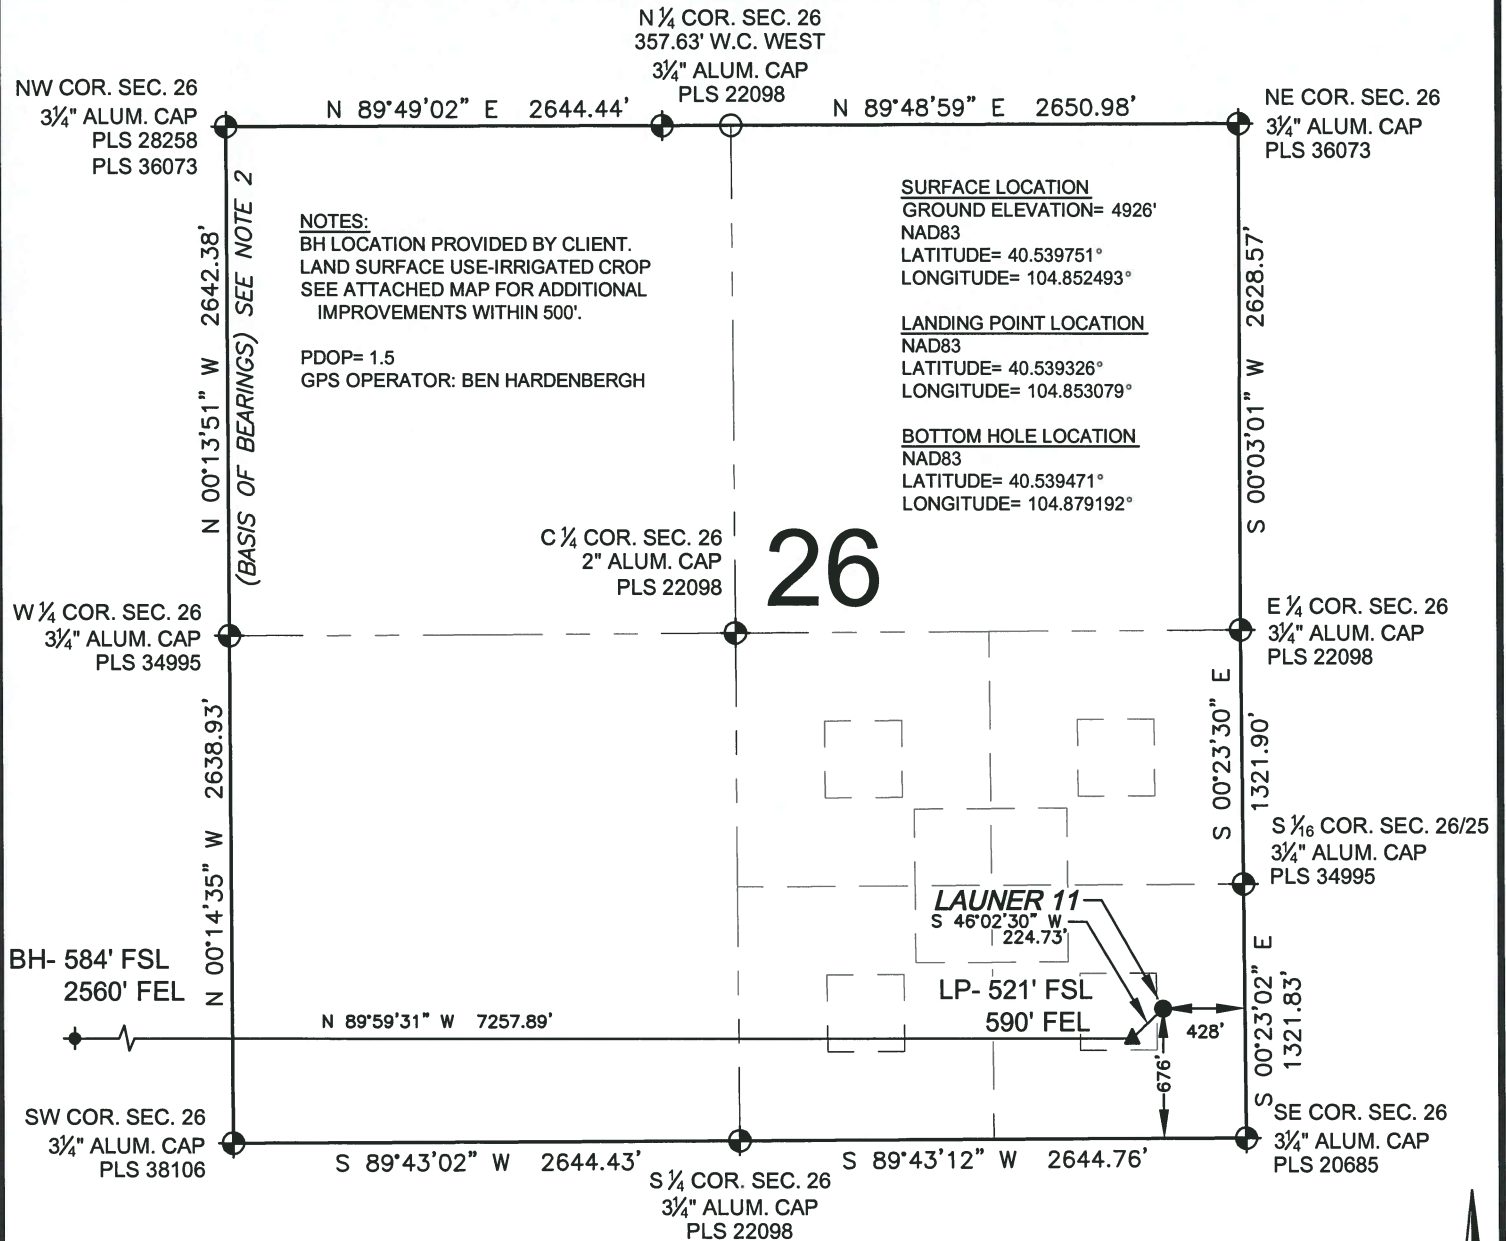 N ¼ COR. SEC. 26
357.63' W.C. WEST
3¼" ALUM. CAP
PLS 22098
NW COR. SEC. 26
3¼" ALUM. CAP
PLS 28258
PLS 36073
N 89°49'02" E 2644.44'
N 89°48'59" E 2650.98'
NE COR. SEC. 26
3¼" ALUM. CAP
PLS 36073
N 00°13'51" W 2642.38'
(BASIS OF BEARINGS) SEE NOTE 2
NOTES:
BH LOCATION PROVIDED BY CLIENT.
LAND SURFACE USE-IRRIGATED CROP
SEE ATTACHED MAP FOR ADDITIONAL
IMPROVEMENTS WITHIN 500'.
PDOP= 1.5
GPS OPERATOR: BEN HARDENBERGH
SURFACE LOCATION
GROUND ELEVATION= 4926'
NAD83
LATITUDE= 40.539751°
LONGITUDE= 104.852493°
LANDING POINT LOCATION
NAD83
LATITUDE= 40.539326°
LONGITUDE= 104.853079°
BOTTOM HOLE LOCATION
NAD83
LATITUDE= 40.539471°
LONGITUDE= 104.879192°
S 00°03'01" W 2628.57'
C ¼ COR. SEC. 26
2" ALUM. CAP
PLS 22098
26
W ¼ COR. SEC. 26
3¼" ALUM. CAP
PLS 34995
E ¼ COR. SEC. 26
3¼" ALUM. CAP
PLS 22098
N 00°14'35" W 2638.93'
S 00°23'30" E
1321.90'
S 1⁄16 COR. SEC. 26/25
3¼" ALUM. CAP
PLS 34995
LAUNER 11
S 46°02'30" W
224.73'
BH- 584' FSL
2560' FEL
LP- 521' FSL
590' FEL
N 89°59'31" W 7257.89'
428'
676'
S 00°23'02" E
1321.83'
SW COR. SEC. 26
3¼" ALUM. CAP
PLS 38106
S 89°43'02" W 2644.43'
S 89°43'12" W 2644.76'
SE COR. SEC. 26
3¼" ALUM. CAP
PLS 20685
S ¼ COR. SEC. 26
3¼" ALUM. CAP
PLS 22098